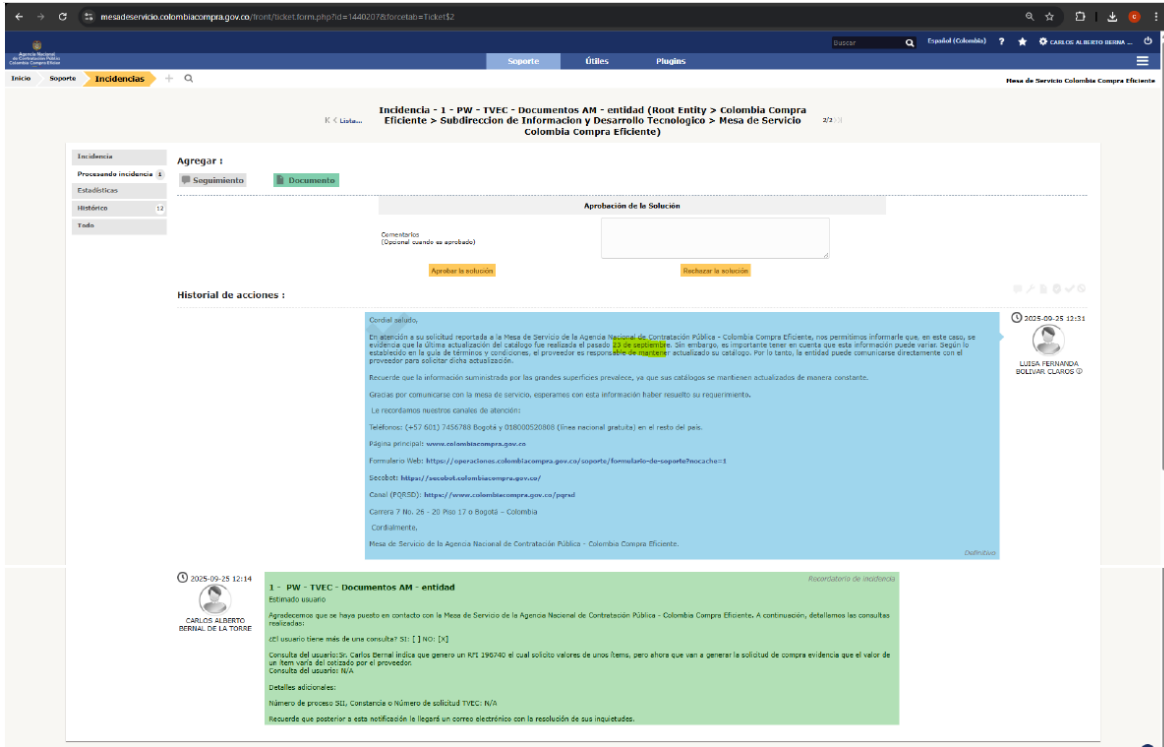 mesadeservicio.colombiacompra.gov.co/front/ticket.form.php?id=1440207&forcetab=Ticket$2
Agencia Nacional
de Contratación Pública
Colombia Compra Eficiente
Buscar
Español (Colombia)
?
CARLOS ALBERTO BERNA ...
Soporte Útiles Plugins
Inicio Soporte Incidencias +
Mesa de Servicio Colombia Compra Eficiente
Lista...
Incidencia - 1 - PW - TVEC - Documentos AM - entidad (Root Entity > Colombia Compra
Eficiente > Subdireccion de Informacion y Desarrollo Tecnologico > Mesa de Servicio
Colombia Compra Eficiente)
2/2
Incidencia
Procesando incidencia 1
Estadísticas
Histórico 12
Todo
Agregar :
Seguimiento Documento
Aprobación de la Solución
Comentarios
(Opcional cuando es aprobado)
Aprobar la solución Rechazar la solución
Historial de acciones :
2025-09-25 12:31
LUISA FERNANDA
BOLIVAR CLAROS
Cordial saludo,
En atención a su solicitud reportada a la Mesa de Servicio de la Agencia Nacional de Contratación Pública - Colombia Compra Eficiente, nos permitimos informarle que, en este caso, se
evidencia que la última actualización del catálogo fue realizada el pasado 23 de septiembre. Sin embargo, es importante tener en cuenta que esta información puede variar. Según lo
establecido en la guía de términos y condiciones, el proveedor es responsable de mantener actualizado su catálogo. Por lo tanto, la entidad puede comunicarse directamente con el
proveedor para solicitar dicha actualización.
Recuerde que la información suministrada por las grandes superficies prevalece, ya que sus catálogos se mantienen actualizados de manera constante.
Gracias por comunicarse con la mesa de servicio, esperamos con esta información haber resuelto su requerimiento.
Le recordamos nuestros canales de atención:
Teléfonos: (+57 601) 7456788 Bogotá y 018000520808 (línea nacional gratuita) en el resto del país.
Página principal: www.colombiacompra.gov.co
Formulario Web: https://operaciones.colombiacompra.gov.co/soporte/formulario-de-soporte?nocache=1
Secobot: https://secobot.colombiacompra.gov.co/
Canal (PQRSD): https://www.colombiacompra.gov.co/pqrsd
Carrera 7 No. 26 - 20 Piso 17 o Bogotá – Colombia
Cordialmente,
Mesa de Servicio de la Agencia Nacional de Contratación Pública - Colombia Compra Eficiente.
Definitivo
2025-09-25 12:14
CARLOS ALBERTO
BERNAL DE LA TORRE
Recordatorio de incidencia
1 - PW - TVEC - Documentos AM - entidad
Estimado usuario
Agradecemos que se haya puesto en contacto con la Mesa de Servicio de la Agencia Nacional de Contratación Pública - Colombia Compra Eficiente. A continuación, detallamos las consultas
realizadas:
¿El usuario tiene más de una consulta? SI: [ ] NO: [X]
Consulta del usuario:Sr. Carlos Bernal indica que genero un RFI 196740 el cual solicito valores de unos ítems, pero ahora que van a generar la solicitud de compra evidencia que el valor de
un ítem varía del cotizado por el proveedor.
Consulta del usuario: N/A
Detalles adicionales:
Número de proceso SII, Constancia o Número de solicitud TVEC: N/A
Recuerde que posterior a esta notificación le llegará un correo electrónico con la resolución de sus inquietudes.